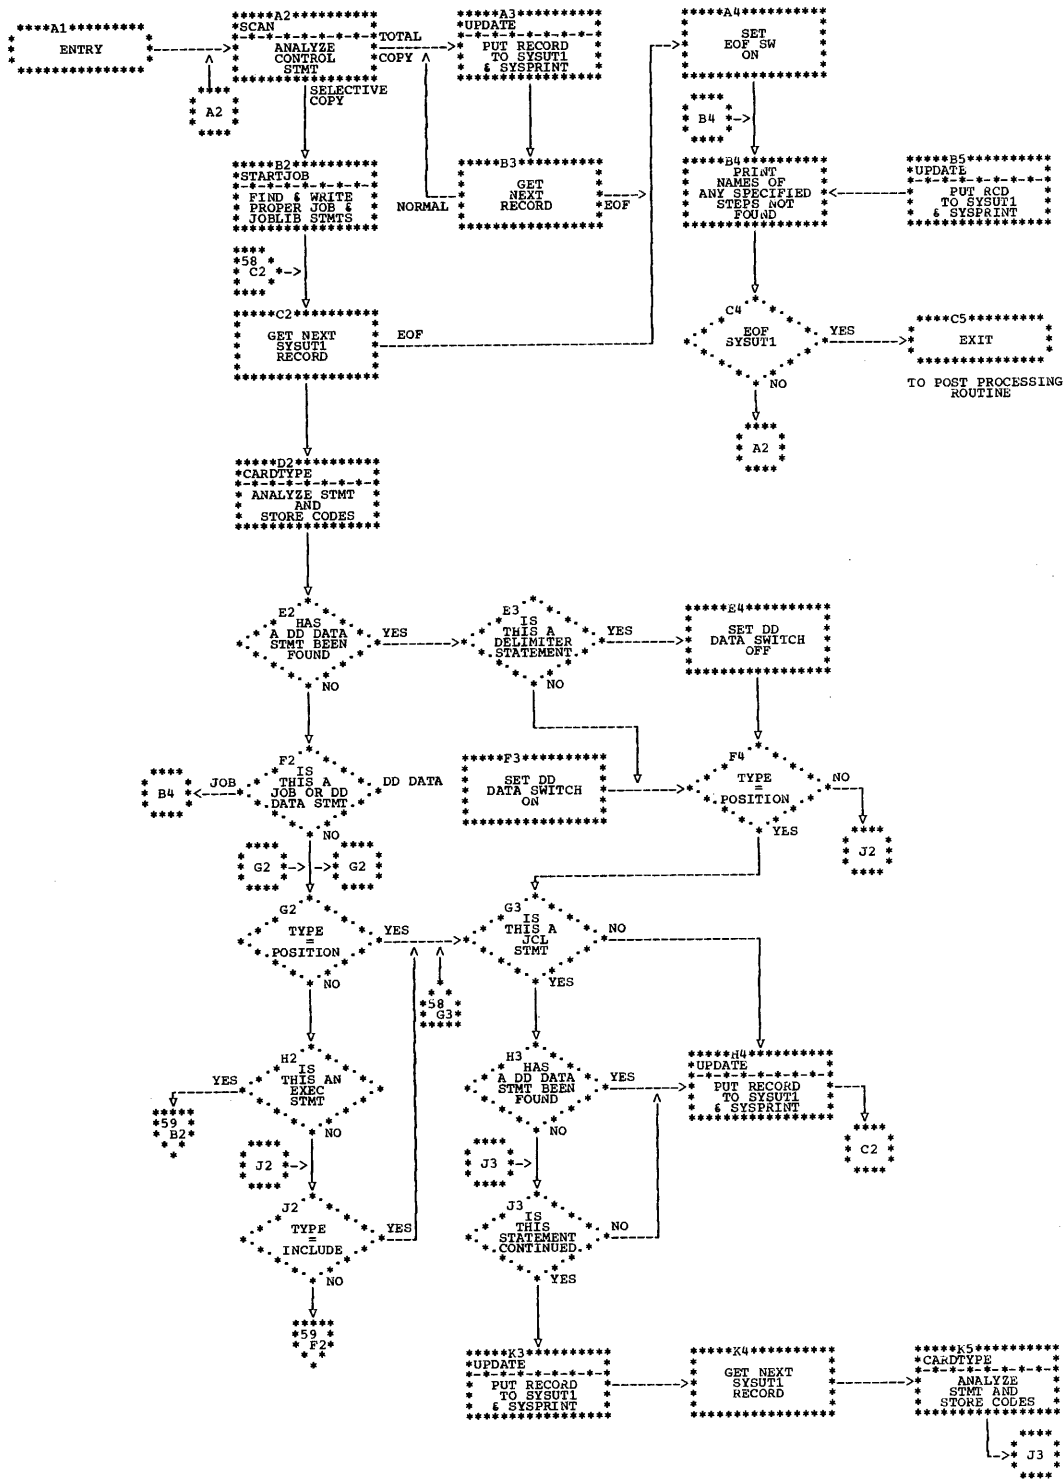 A1
ENTRY
A2
SCAN
ANALYZE
CONTROL
STMT
TOTAL
COPY
A3
UPDATE
PUT RECORD
TO SYSUT1
& SYSPRINT
A4
SET
EOF SW
ON
A2
SELECTIVE
COPY
B4
B2
STARTJOB
FIND & WRITE
PROPER JOB &
JOBLIB STMTS
NORMAL
B3
GET
NEXT
RECORD
EOF
B4
PRINT
NAMES OF
ANY SPECIFIED
STEPS NOT
FOUND
B5
UPDATE
PUT RCD
TO SYSUT1
& SYSPRINT
58
C2
C2
GET NEXT
SYSUT1
RECORD
EOF
C4
EOF
SYSUT1
YES
NO
C5
EXIT
TO POST PROCESSING
ROUTINE
A2
D2
CARDTYPE
ANALYZE STMT
AND
STORE CODES
E2
HAS
A DD DATA
STMT BEEN
FOUND
YES
NO
E3
IS
THIS A
DELIMITER
STATEMENT
YES
NO
E4
SET DD
DATA SWITCH
OFF
B4
JOB
F2
IS
THIS A
JOB OR DD
DATA STMT
DD DATA
NO
F3
SET DD
DATA SWITCH
ON
F4
TYPE
=
POSITION
NO
YES
J2
G2
G2
G2
TYPE
=
POSITION
YES
NO
58
G3
G3
IS
THIS A
JCL
STMT
NO
YES
H2
IS
THIS AN
EXEC
STMT
YES
NO
59
B2
H3
HAS
A DD DATA
STMT BEEN
FOUND
YES
NO
H4
UPDATE
PUT RECORD
TO SYSUT1
& SYSPRINT
C2
J2
J3
J2
TYPE
=
INCLUDE
YES
NO
J3
IS
THIS
STATEMENT
CONTINUED
NO
YES
59
F2
K3
UPDATE
PUT RECORD
TO SYSUT1
& SYSPRINT
K4
GET NEXT
SYSUT1
RECORD
K5
CARDTYPE
ANALYZE
STMT AND
STORE CODES
J3